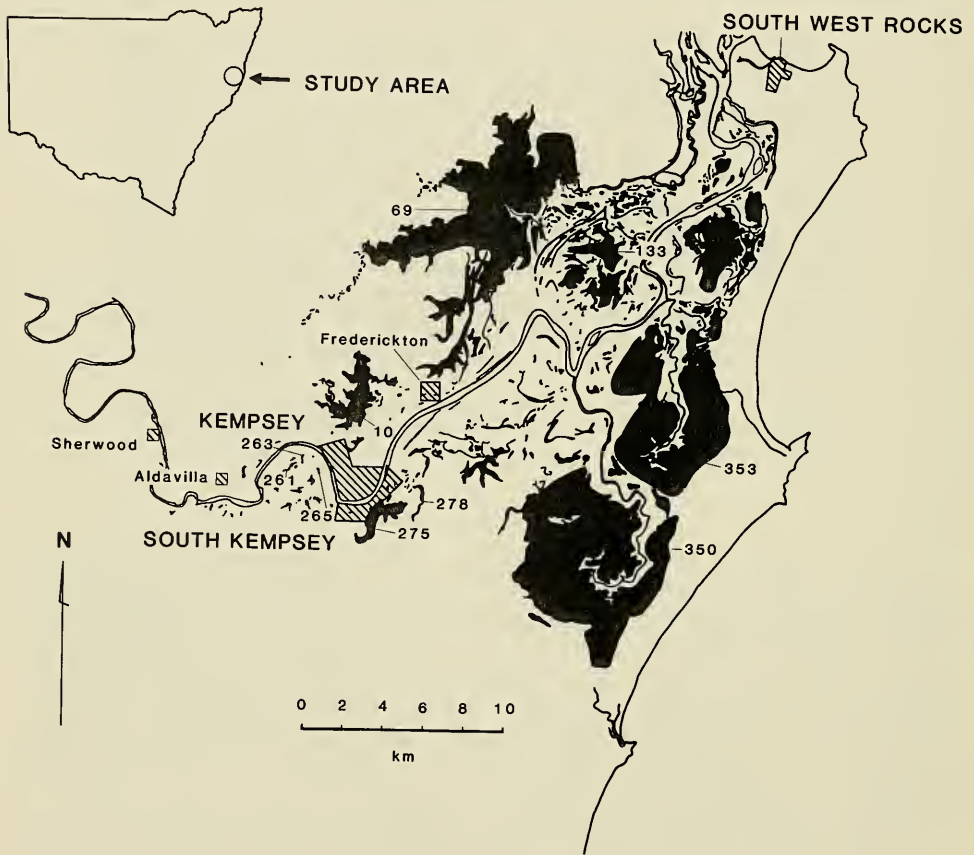 SOUTH WEST ROCKS
STUDY AREA
69
133
Frederickton
KEMPSEY
10
263
Sherwood
353
Aldavilla
261
278
265
275
N
SOUTH KEMPSEY
350
0 2 4 6 8 10
km